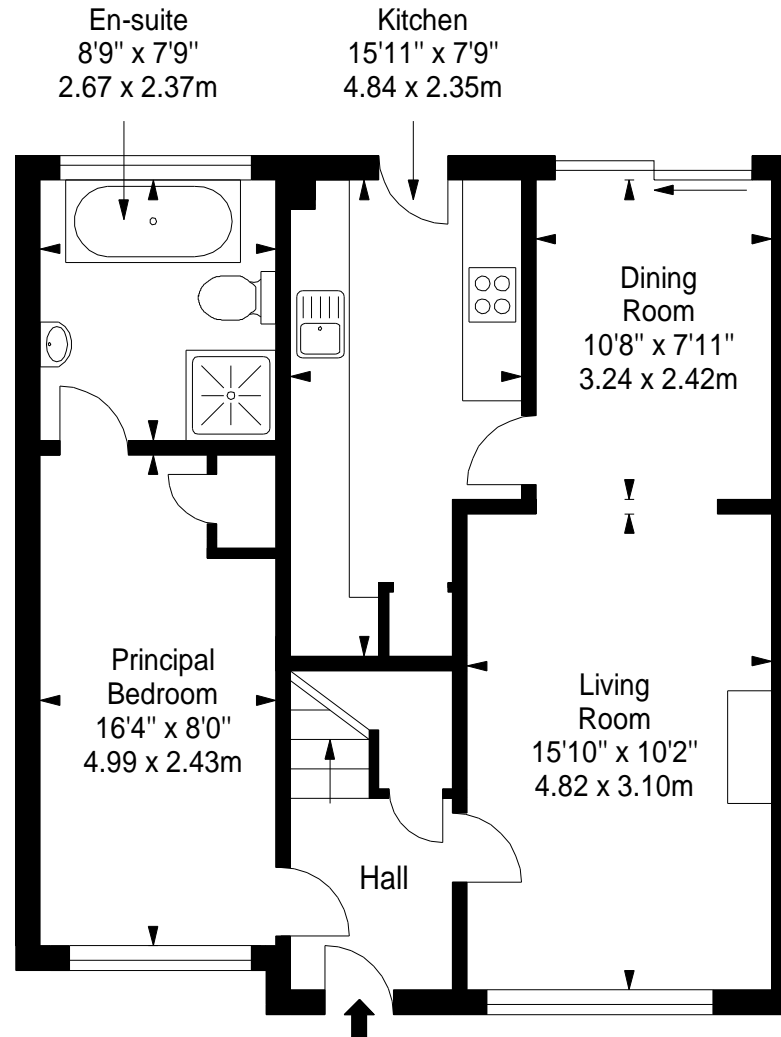 En-suite
8'9" x 7'9"
2.67 x 2.37m
Kitchen
15'11" x 7'9"
4.84 x 2.35m
Dining
Room
10'8" x 7'11"
3.24 x 2.42m
Principal
Bedroom
16'4" x 8'0"
4.99 x 2.43m
Living
Room
15'10" x 10'2"
4.82 x 3.10m
Hall